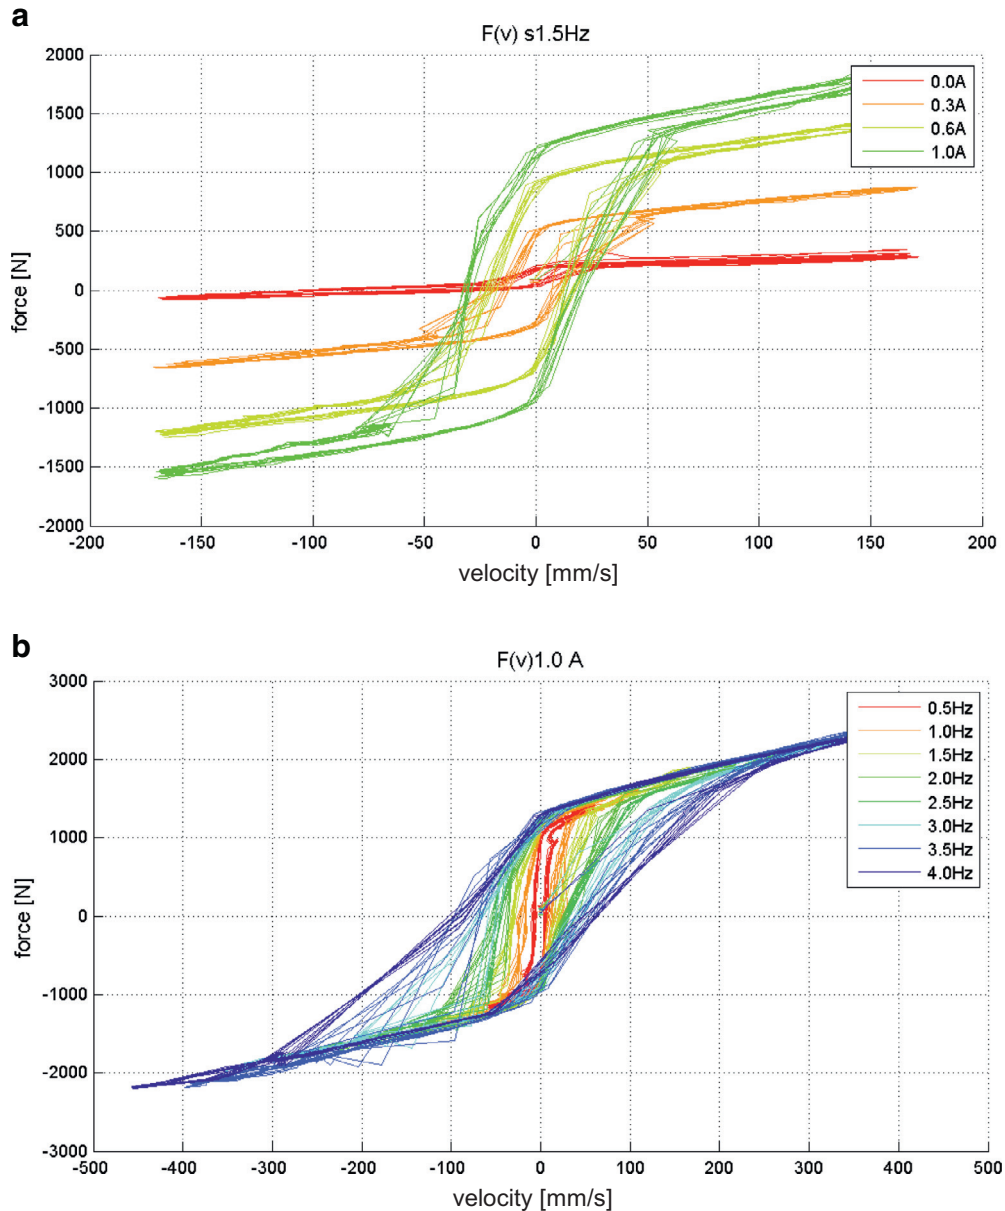 a
F(v) s1.5Hz
2000
1500
1000
500
0
-500
-1000
-1500
-2000
force [N]
0.0A
0.3A
0.6A
1.0A
-200 -150 -100 -50 0 50 100 150 200
velocity [mm/s]
b
F(v)1.0 A
3000
2000
1000
0
-1000
-2000
-3000
force [N]
0.5Hz
1.0Hz
1.5Hz
2.0Hz
2.5Hz
3.0Hz
3.5Hz
4.0Hz
-500 -400 -300 -200 -100 0 100 200 300 400 500
velocity [mm/s]